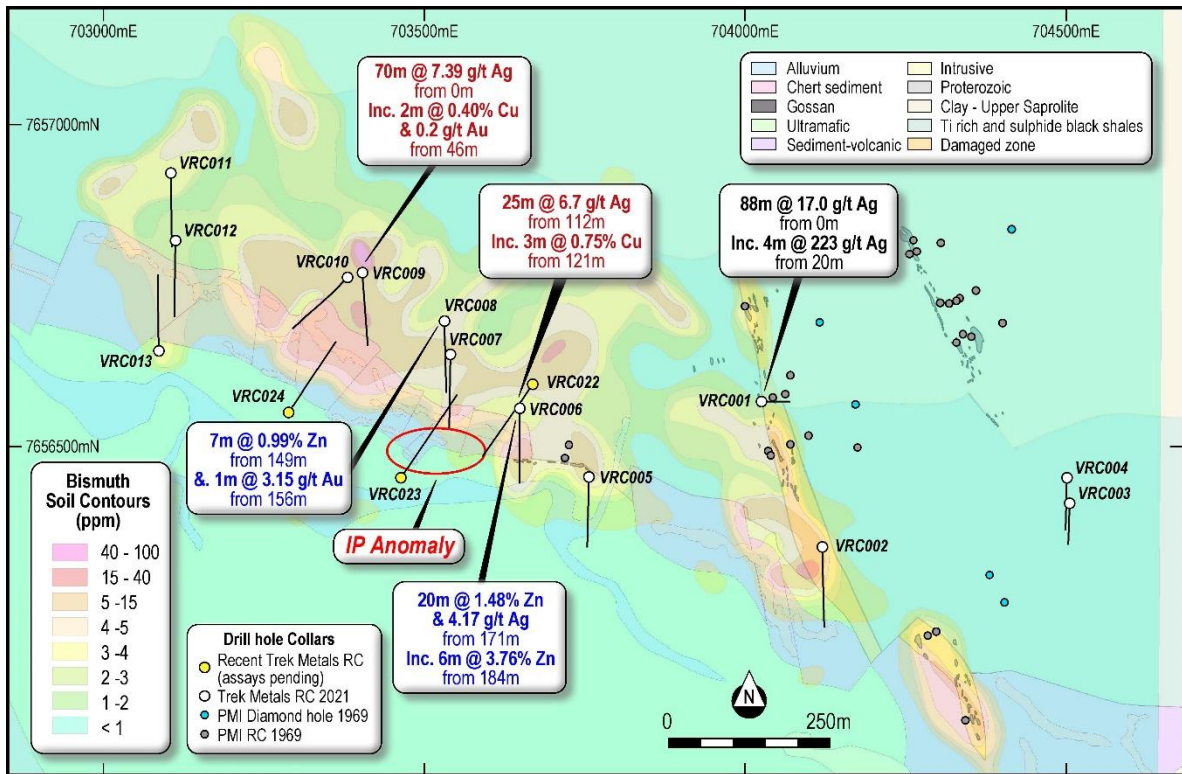 703000mE
703500mE
704000mE
704500mE
7657000mN
7656500mN
70m @ 7.39 g/t Ag
from 0m
Inc. 2m @ 0.40% Cu
& 0.2 g/t Au
from 46m
Alluvium
Chert sediment
Gossan
Ultramafic
Sediment-volcanic
Intrusive
Proterozoic
Clay - Upper Saprolite
Ti rich and sulphide black shales
Damaged zone
25m @ 6.7 g/t Ag
from 112m
Inc. 3m @ 0.75% Cu
from 121m
88m @ 17.0 g/t Ag
from 0m
Inc. 4m @ 223 g/t Ag
from 20m
VRC011
VRC012
VRC010
VRC009
VRC008
VRC007
VRC013
VRC022
VRC024
VRC006
VRC001
VRC023
VRC005
VRC004
VRC003
VRC002
7m @ 0.99% Zn
from 149m
&. 1m @ 3.15 g/t Au
from 156m
IP Anomaly
20m @ 1.48% Zn
& 4.17 g/t Ag
from 171m
Inc. 6m @ 3.76% Zn
from 184m
Bismuth
Soil Contours
(ppm)
40 - 100
15 - 40
5 -15
4 -5
3 -4
2 - 3
1 - 2
< 1
Drill hole Collars
Recent Trek Metals RC
(assays pending)
Trek Metals RC 2021
PMI Diamond hole 1969
PMI RC 1969
N
0
250m